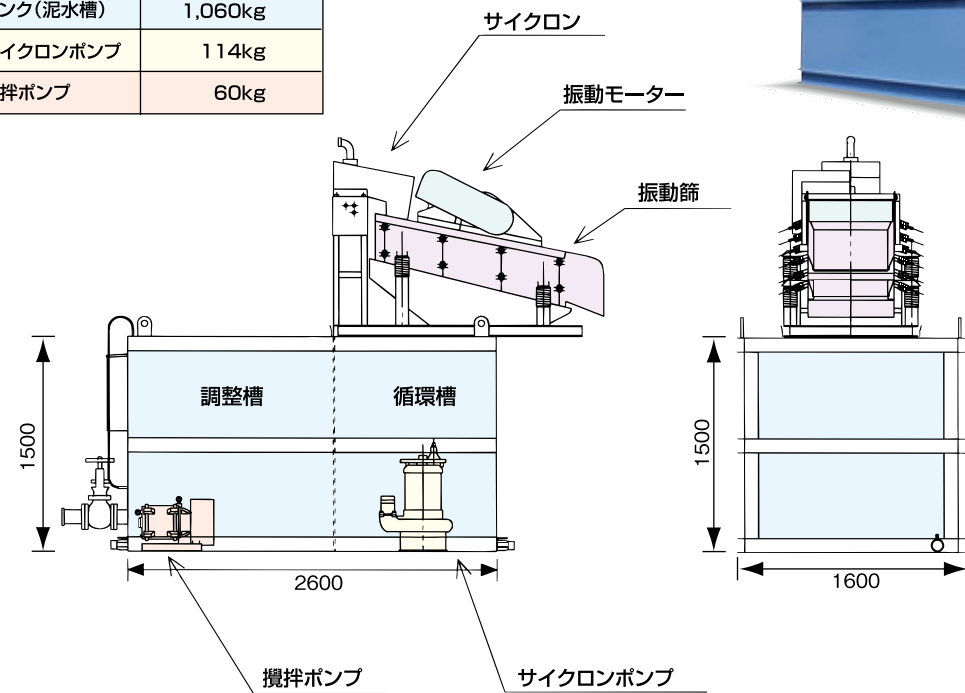 ンク(泥水槽) 1,060kg
イクロンポンプ 114kg
拌ポンプ 60kg
サイクロン
振動モーター
振動篩
調整槽 循環槽
1500
1500
2600
1600
攪拌ポンプ サイクロンポンプ